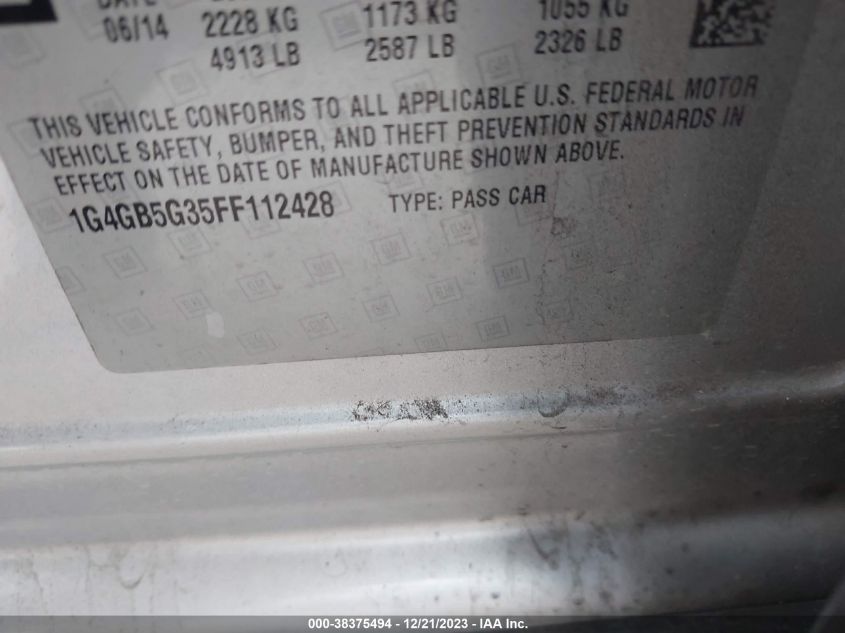 DATE
06/14 2228 KG 1173 KG 1055 KG
4913 LB 2587 LB 2326 LB
THIS VEHICLE CONFORMS TO ALL APPLICABLE U.S. FEDERAL MOTOR
VEHICLE SAFETY, BUMPER, AND THEFT PREVENTION STANDARDS IN
EFFECT ON THE DATE OF MANUFACTURE SHOWN ABOVE.
1G4GB5G35FF112428 TYPE: PASS CAR
000-38375494 - 12/21/2023 - IAA Inc.